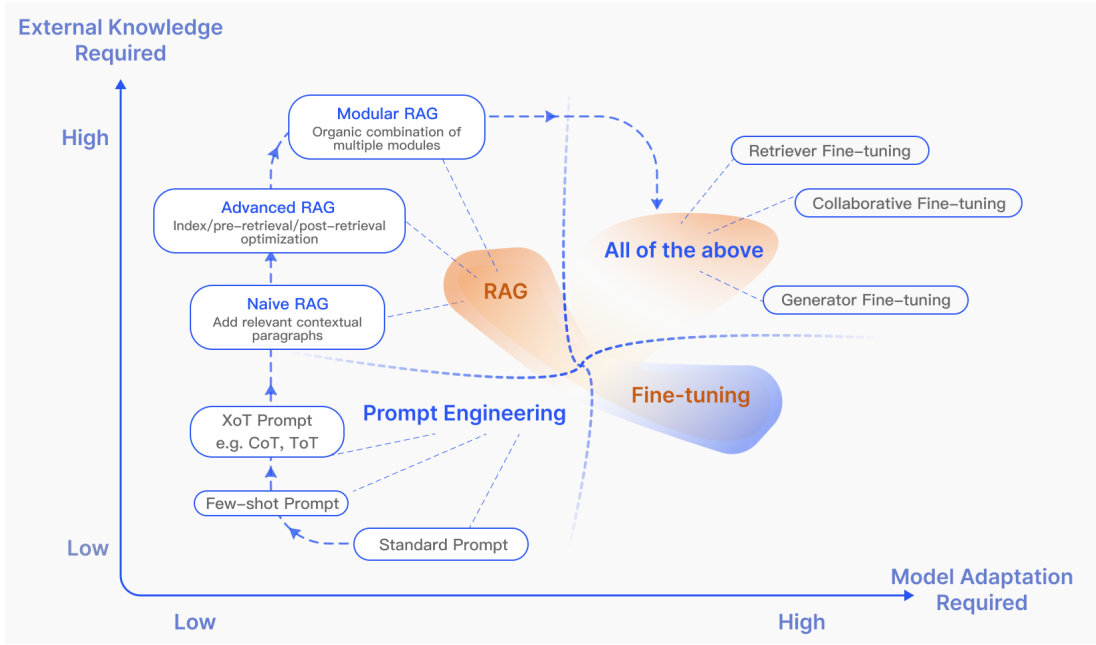 External Knowledge
Required
High
Modular RAG
Organic combination of
multiple modules
Retriever Fine-tuning
Advanced RAG
Index/pre-retrieval/post-retrieval
optimization
Collaborative Fine-tuning
All of the above
RAG
Naive RAG
Add relevant contextual
paragraphs
Generator Fine-tuning
Fine-tuning
Prompt Engineering
XoT Prompt
e.g. CoT, ToT
Few-shot Prompt
Standard Prompt
Low
Model Adaptation
Required
Low
High